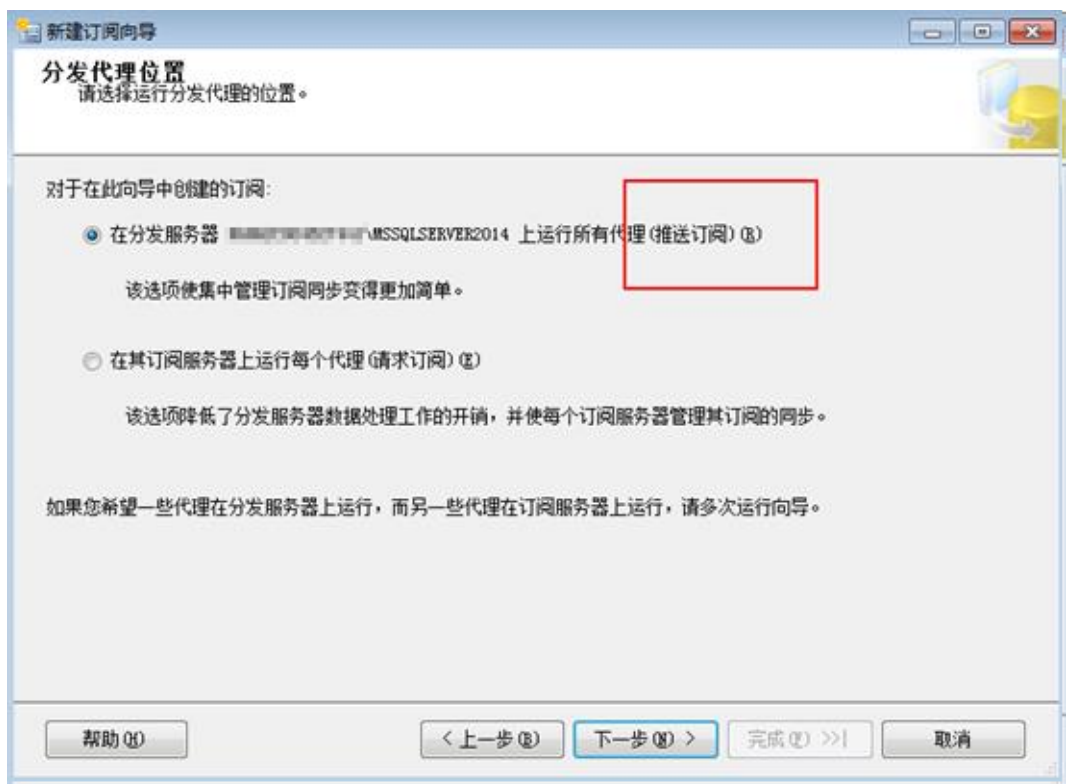 新建订阅向导
分发代理位置
请选择运行分发代理的位置。
对于在此向导中创建的订阅:
在分发服务器 \MSSQLSERVER2014 上运行所有代理(推送订阅)(R)
该选项使集中管理订阅同步变得更加简单。
在其订阅服务器上运行每个代理(请求订阅)(E)
该选项降低了分发服务器数据处理工作的开销，并使每个订阅服务器管理其订阅的同步。
如果您希望一些代理在分发服务器上运行，而另一些代理在订阅服务器上运行，请多次运行向导。
帮助(H) <上一步(B) 下一步(N)> 完成(F) >>| 取消